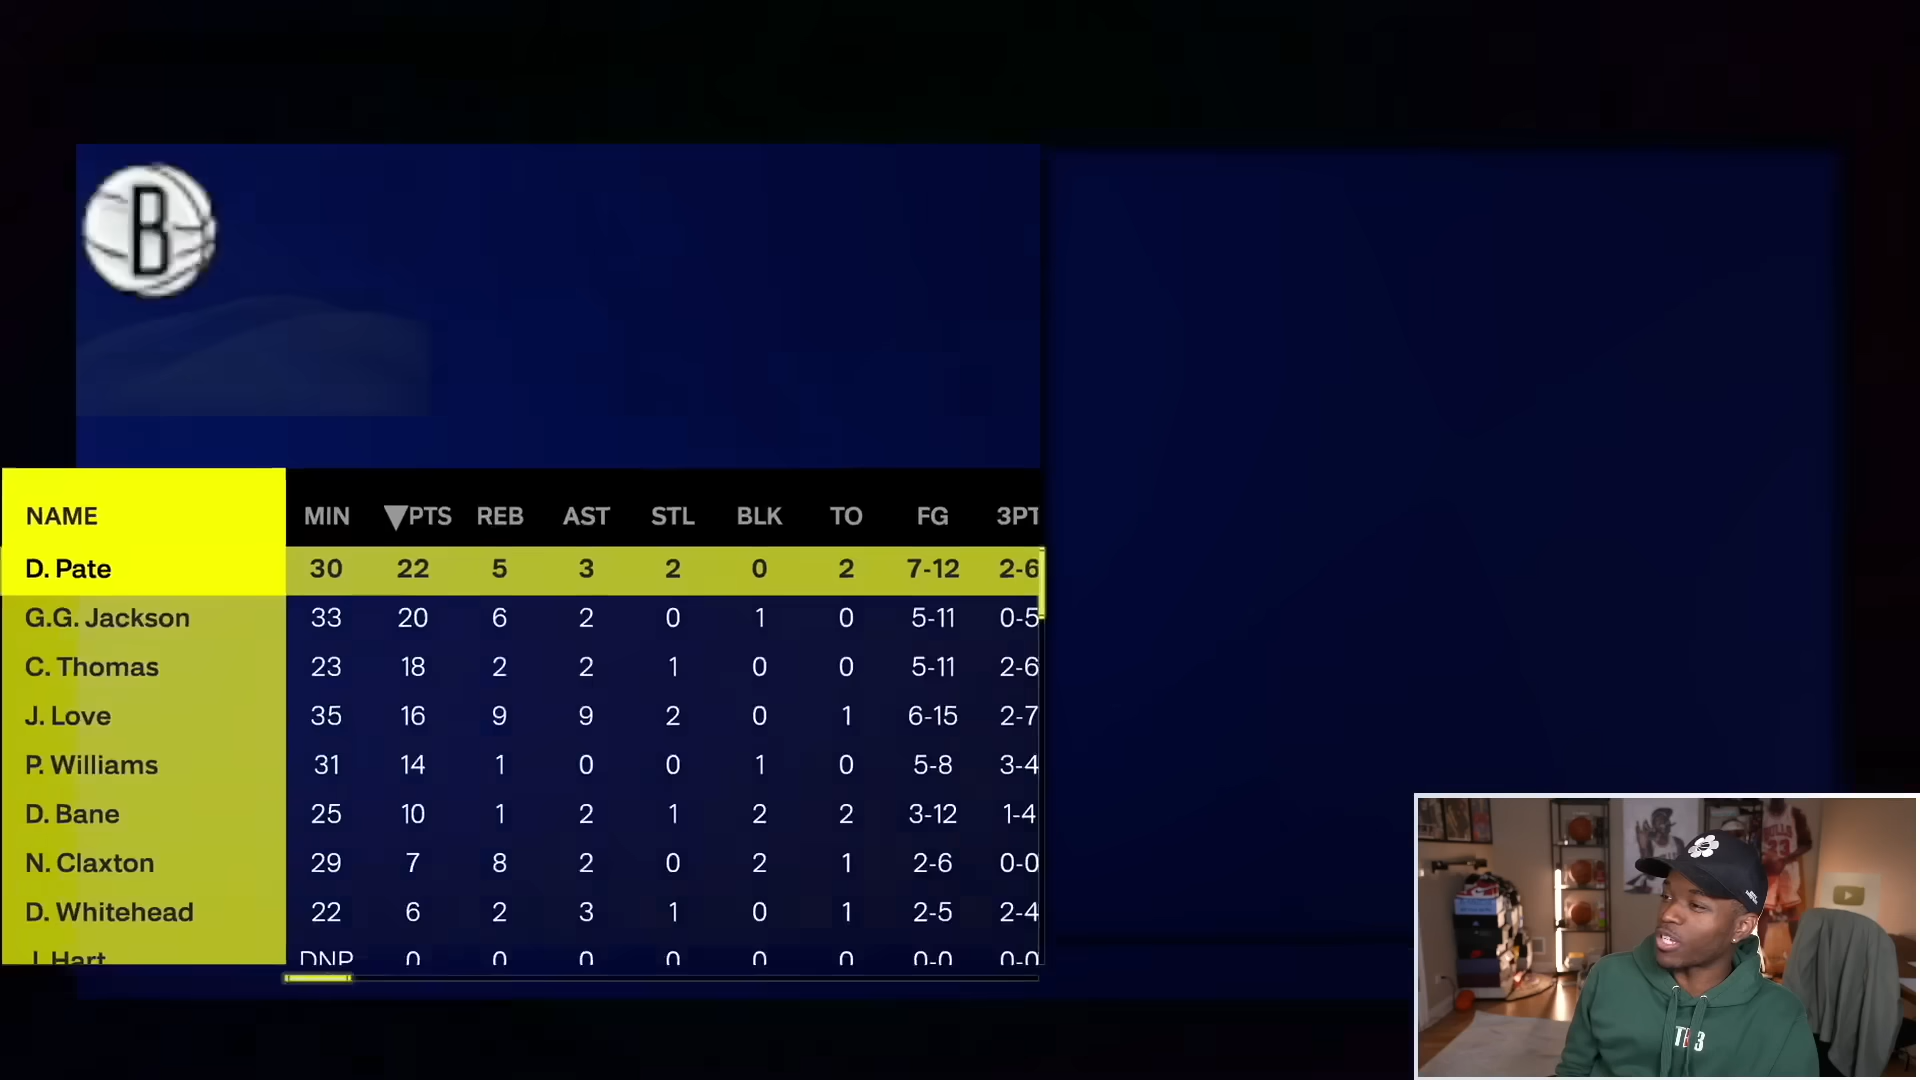 B
NAME MIN ▼PTS REB AST STL BLK TO FG 3PT
D. Pate 30 22 5 3 2 0 2 7-12 2-6
G.G. Jackson 33 20 6 2 0 1 0 5-11 0-5
C. Thomas 23 18 2 2 1 0 0 5-11 2-6
J. Love 35 16 9 9 2 0 1 6-15 2-7
P. Williams 31 14 1 0 0 1 0 5-8 3-4
D. Bane 25 10 1 2 1 2 2 3-12 1-4
N. Claxton 29 7 8 2 0 2 1 2-6 0-0
D. Whitehead 22 6 2 3 1 0 1 2-5 2-4
J. Hart DNP 0 0 0 0 0 0 0-0 0-0
BULLS
23